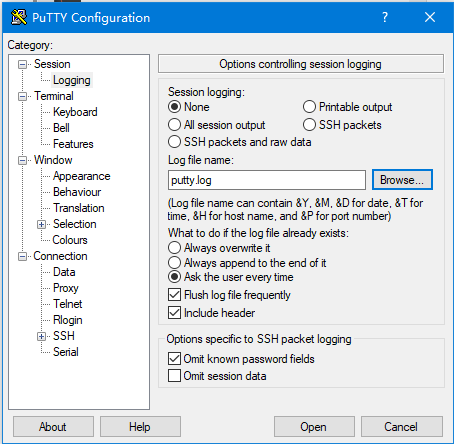 PuTTY Configuration
?
Category:
Session
Logging
Terminal
Keyboard
Bell
Features
Window
Appearance
Behaviour
Translation
Selection
Colours
Connection
Data
Proxy
Telnet
Rlogin
SSH
Serial
Options controlling session logging
Session logging:
None
Printable output
All session output
SSH packets
SSH packets and raw data
Log file name:
putty.log
Browse...
(Log file name can contain &Y, &M, &D for date, &T for
time, &H for host name, and &P for port number)
What to do if the log file already exists:
Always overwrite it
Always append to the end of it
Ask the user every time
Flush log file frequently
Include header
Options specific to SSH packet logging
Omit known password fields
Omit session data
About
Help
Open
Cancel